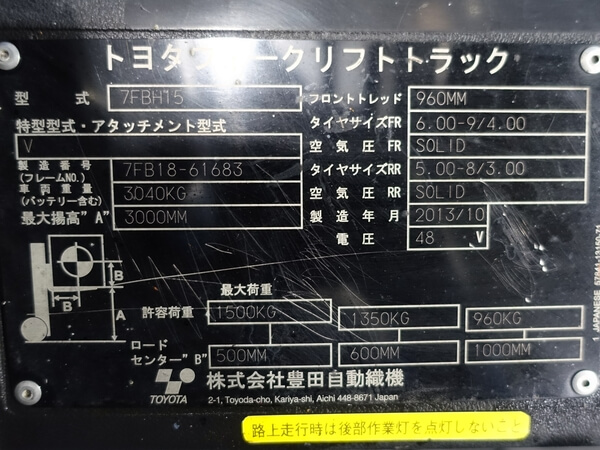 トヨタフォークリフトトラック
型 式 7FBH15 フロントトレッド 960MM
特型型式・アタッチメント型式 タイヤサイズFR 6.00-9/4.00
V 空気圧FR SOLID
製造番号 (フレームNO.) 7FB18-61683 タイヤサイズRR 5.00-8/3.00
車両重量 (バッテリー含む) 3040KG 空気圧RR SOLID
最大揚高"A" 3000MM 製造年月 2013/10
電圧 48 V
B
B
A
最大荷重
許容荷重 1500KG 1350KG 960KG
ロード
センター"B" 500MM 600MM 1000MM
TOYOTA
株式会社豊田自動織機
2-1, Toyoda-cho, Kariya-shi, Aichi 448-8671 Japan
路上走行時は後部作業灯を点灯しないこと
1 JAPANESE